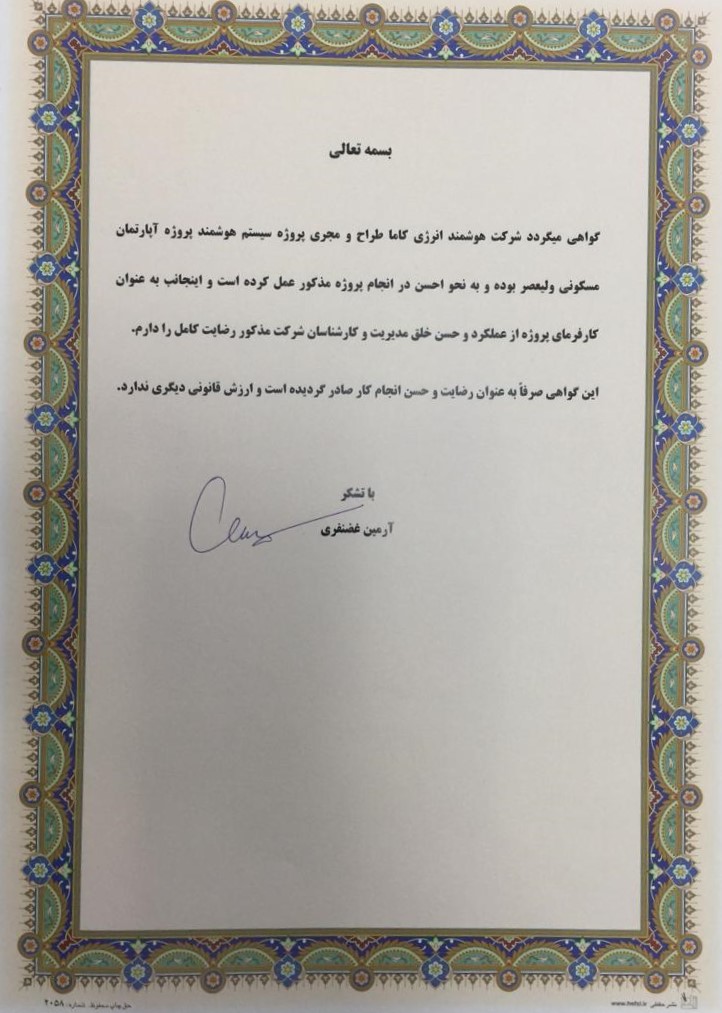 بسمه تعالی
گواهی میگردد شرکت هوشمند انرژی کاما طراح و مجری پروژه سیستم هوشمند پروژه آپارتمان
مسکونی ولیعصر بوده و به نحو احسن در انجام پروژه مذکور عمل کرده است و اینجانب به عنوان
کارفرمای پروژه از عملکرد و حسن خلق مدیریت و کارشناسان شرکت مذکور رضایت کامل را دارم.
این گواهی صرفاً به عنوان رضایت و حسن انجام کار صادر گردیده است و ارزش قانونی دیگری ندارد.
با تشکر
آرمین غضنفری
نشر حفظی www.hefzi.ir
حق چاپ محفوظ. شماره: ۲۰۵۸